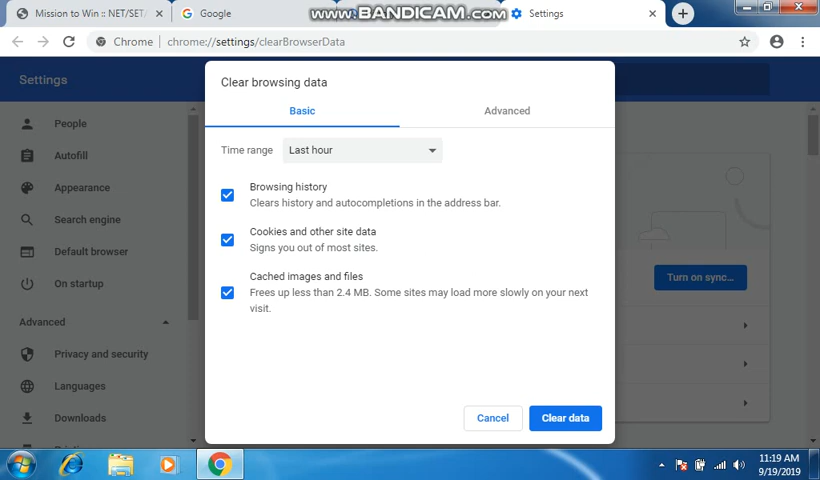 Mission to Win :: NET/SET/
Google
www.BANDICAM.com
Settings
Chrome
chrome://settings/clearBrowserData
Settings
People
Autofill
Appearance
Search engine
Default browser
On startup
Advanced
Privacy and security
Languages
Downloads
Clear browsing data
Basic
Advanced
Time range
Last hour
Browsing history
Clears history and autocompletions in the address bar.
Cookies and other site data
Signs you out of most sites.
Cached images and files
Frees up less than 2.4 MB. Some sites may load more slowly on your next
visit.
Cancel
Clear data
Turn on sync...
11:19 AM
9/19/2019